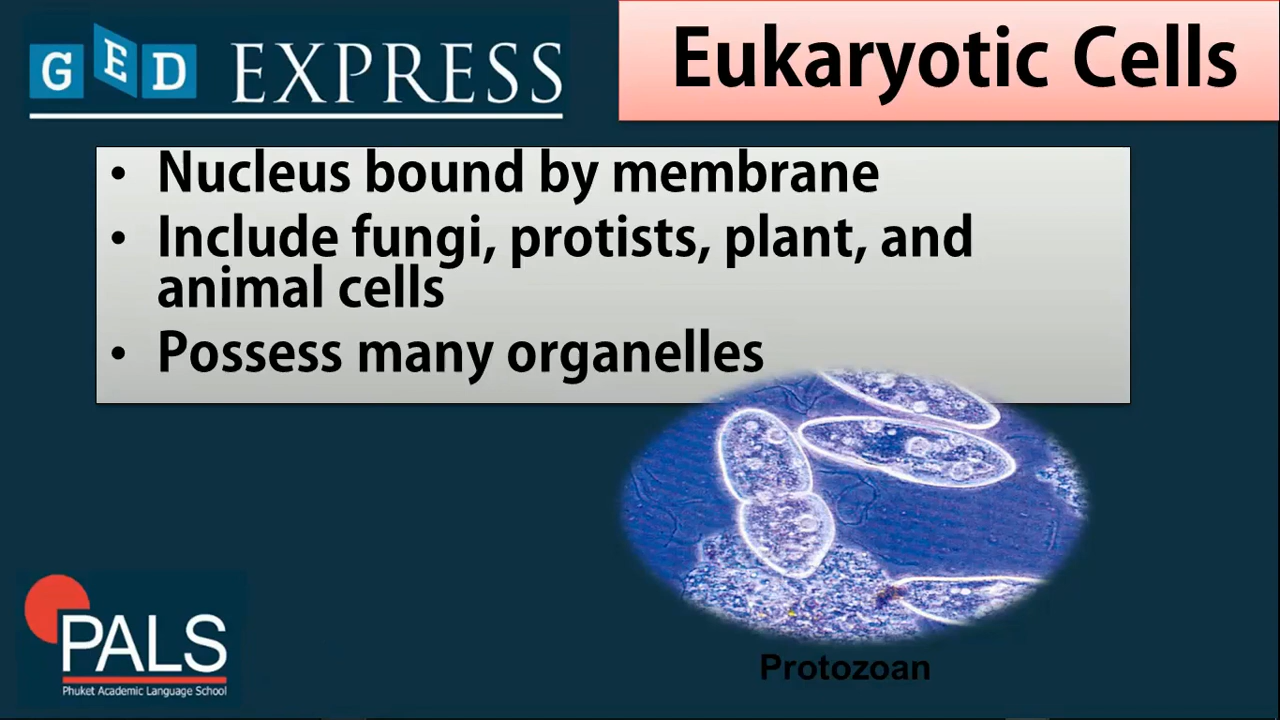 GED EXPRESS
Eukaryotic Cells
• Nucleus bound by membrane
• Include fungi, protists, plant, and
animal cells
• Possess many organelles
Protozoan
PALS
Phuket Academic Language School